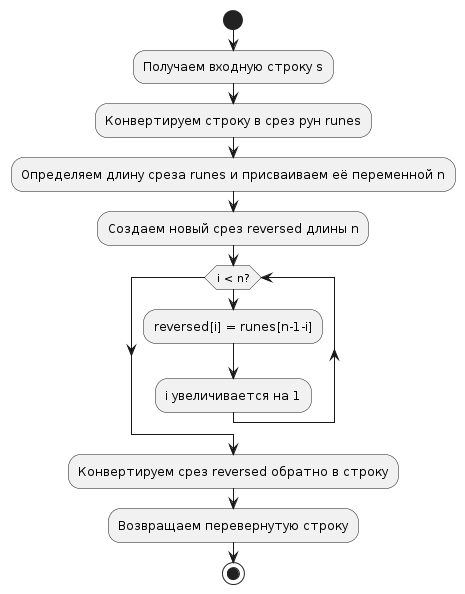 Получаем входную строку s
Конвертируем строку в срез рун runes
Определяем длину среза runes и присваиваем её переменной n
Создаем новый срез reversed длины n
i < n?
reversed[i] = runes[n-1-i]
i увеличивается на 1
Конвертируем срез reversed обратно в строку
Возвращаем перевернутую строку